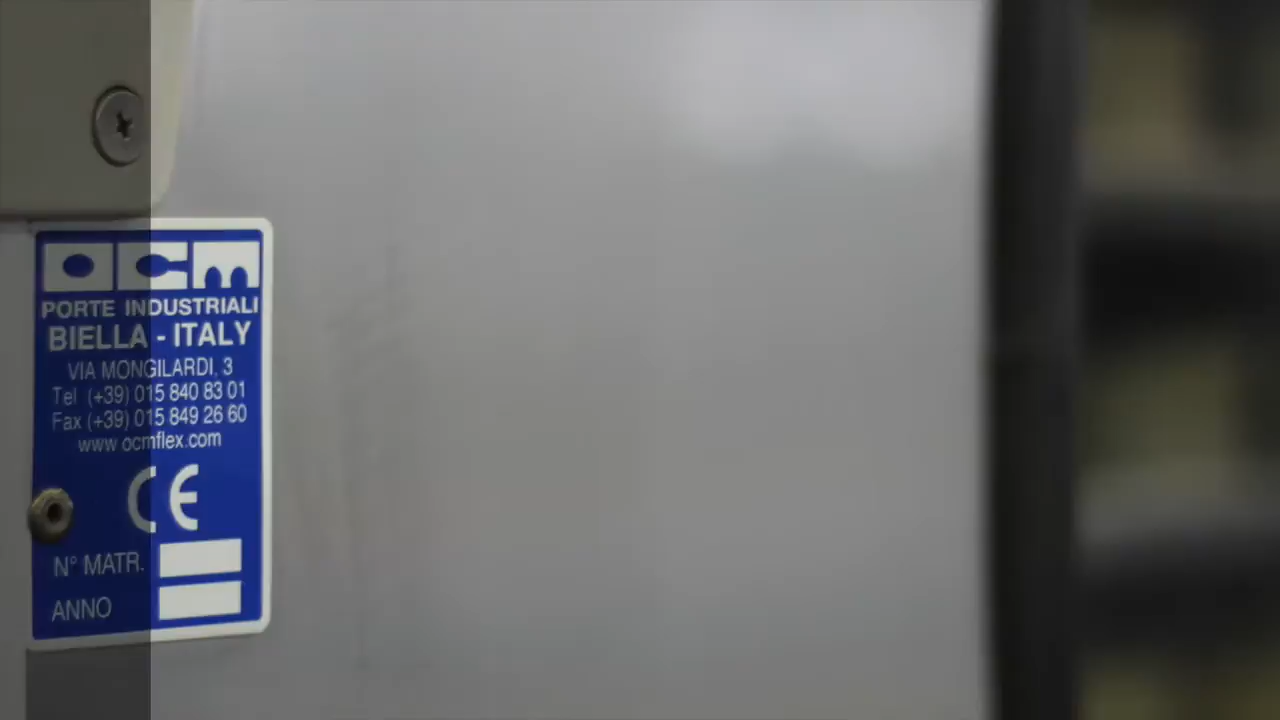 ocm
PORTE INDUSTRIALI
BIELLA - ITALY
VIA MONGILARDI, 3
Tel (+39) 015 840 83 01
Fax (+39) 015 849 26 60
www ocmflex.com
CE
N° MATR.
ANNO